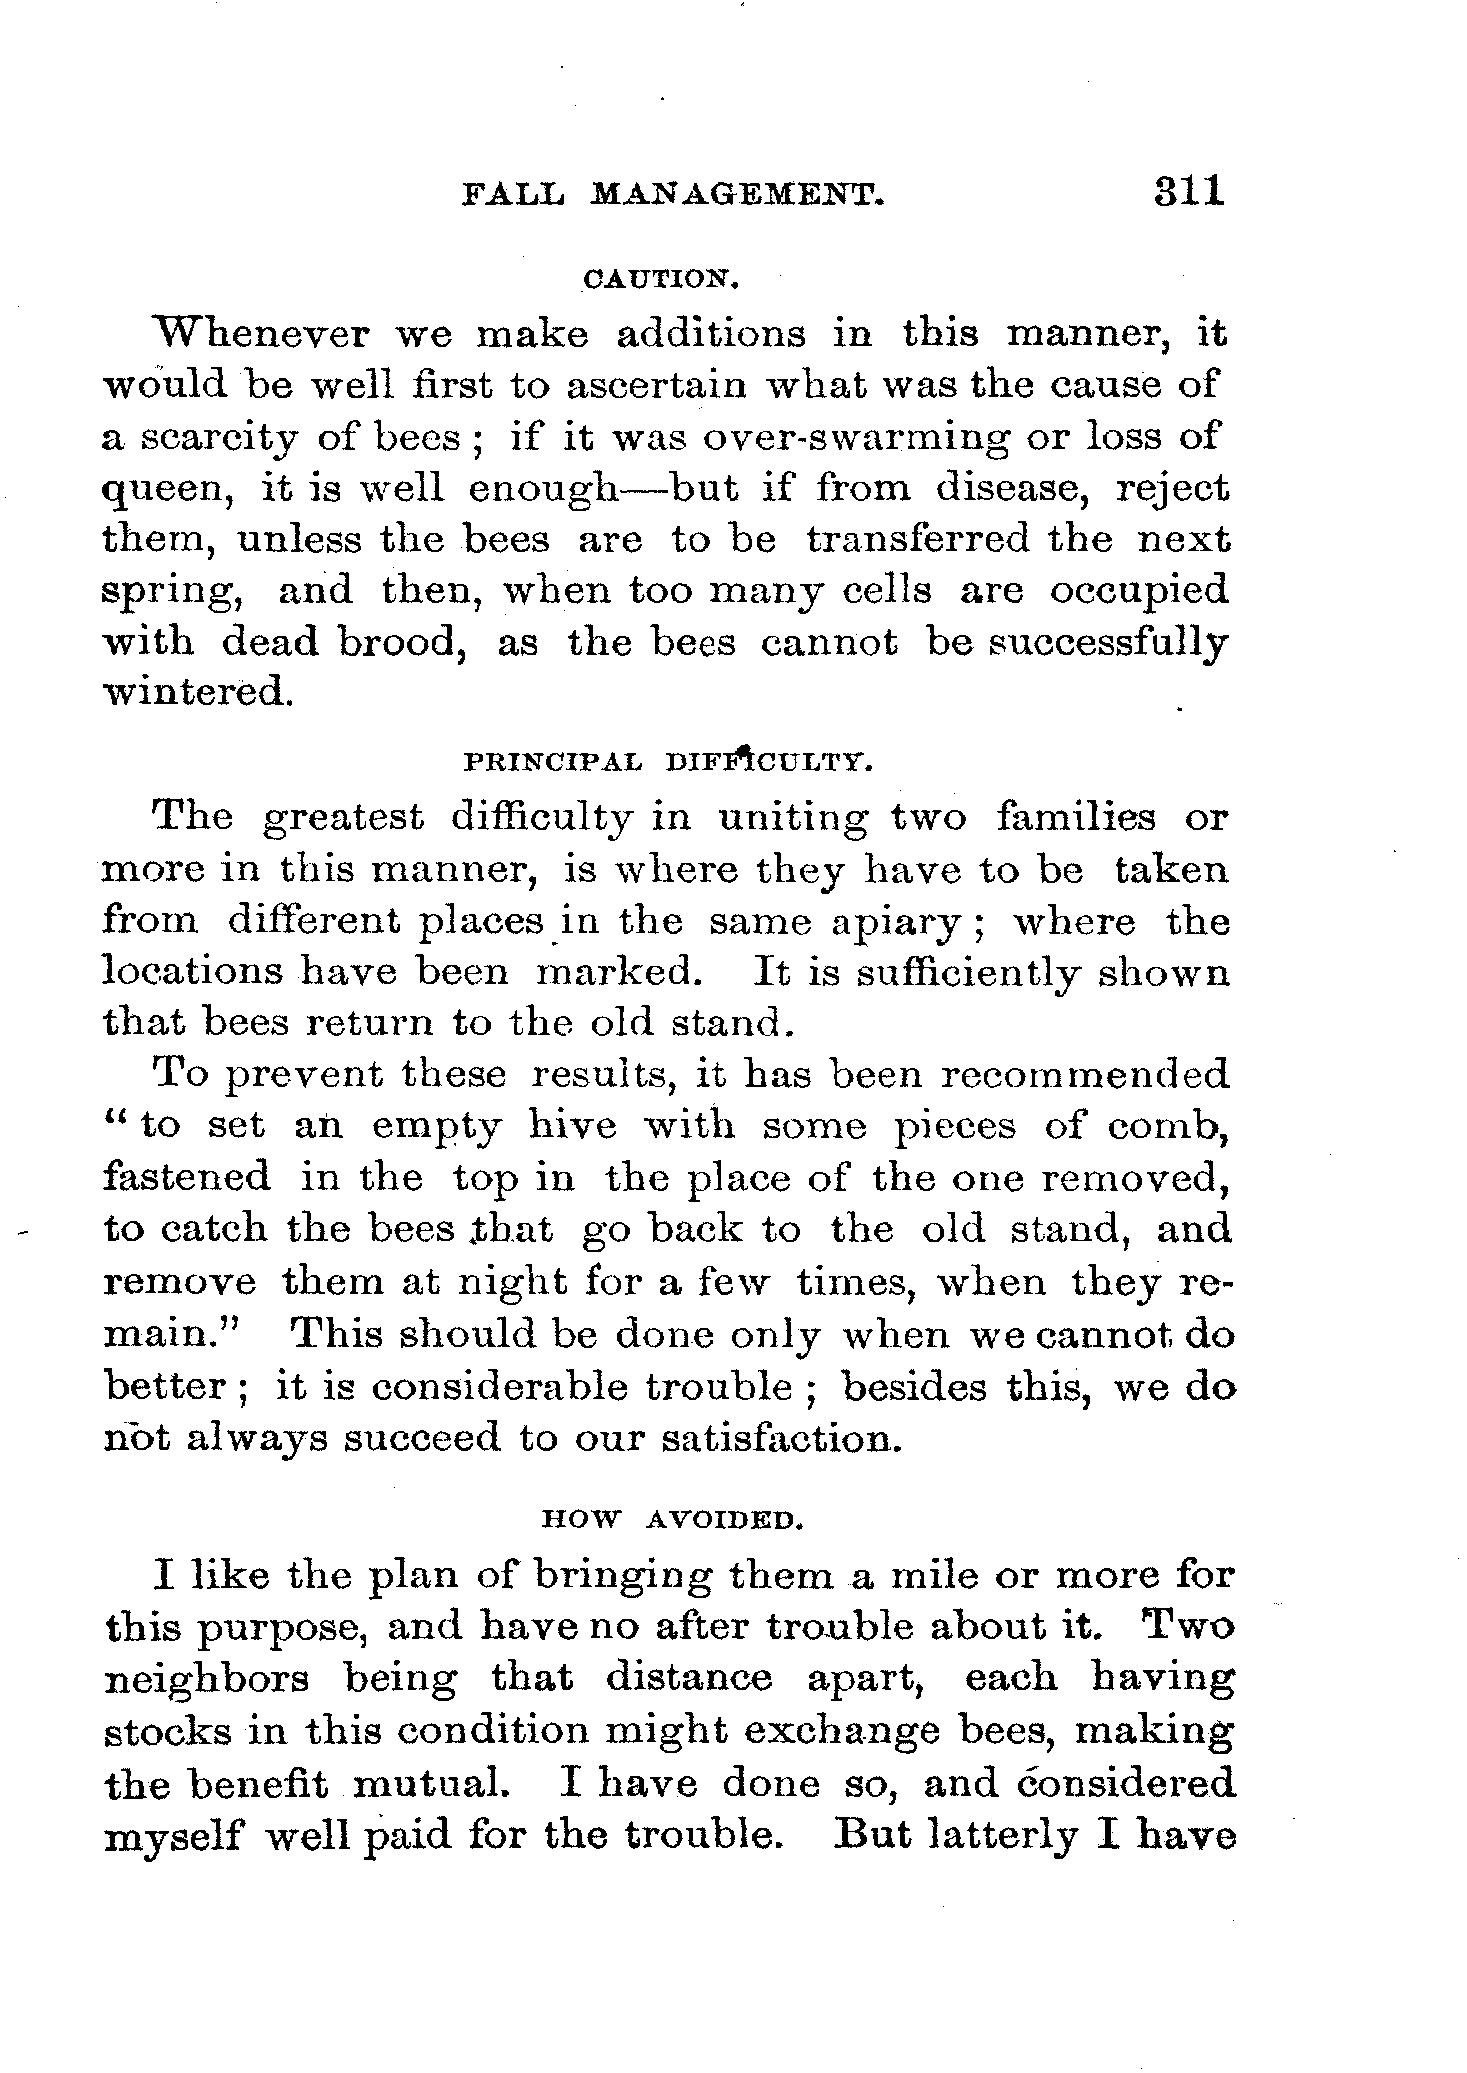 FALL MANAGEMENT. 311
CAUTION.
Whenever we make additions in this manner, it
would be well first to ascertain what was the cause of
a scarcity of bees ; if it was over-swarming or loss of
queen, it is well enough—but if from disease, reject
them, unless the bees are to be transferred the next
spring, and then, when too many cells are occupied
with dead brood, as the bees cannot be successfully
wintered.
PRINCIPAL DIFFICULTY.
The greatest difficulty in uniting two families or
more in this manner, is where they have to be taken
from different places in the same apiary ; where the
locations have been marked. It is sufficiently shown
that bees return to the old stand.
To prevent these results, it has been recommended
“ to set an empty hive with some pieces of comb,
fastened in the top in the place of the one removed,
to catch the bees that go back to the old stand, and
remove them at night for a few times, when they re-
main.” This should be done only when we cannot do
better ; it is considerable trouble ; besides this, we do
not always succeed to our satisfaction.
HOW AVOIDED.
I like the plan of bringing them a mile or more for
this purpose, and have no after trouble about it. Two
neighbors being that distance apart, each having
stocks in this condition might exchange bees, making
the benefit mutual. I have done so, and considered
myself well paid for the trouble. But latterly I have